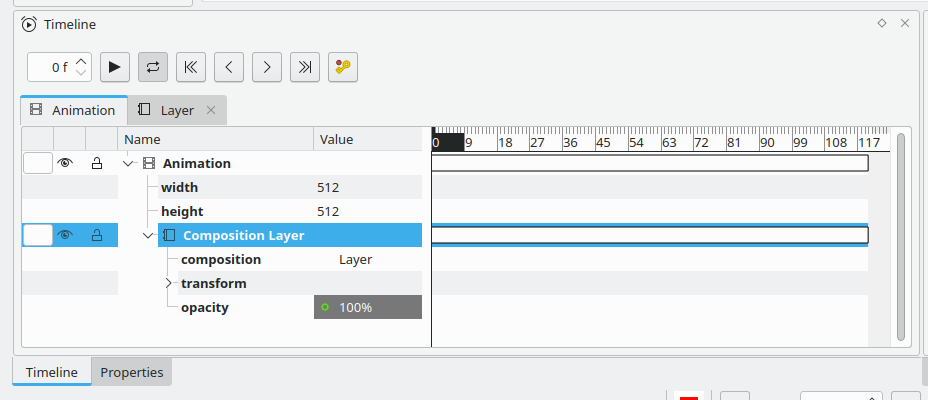 Timeline
0 f
Animation
Layer
Name Value 0 9 18 27 36 45 54 63 72 81 90 99 108 117
Animation
width 512
height 512
Composition Layer
composition Layer
transform
opacity 100%
Timeline Properties